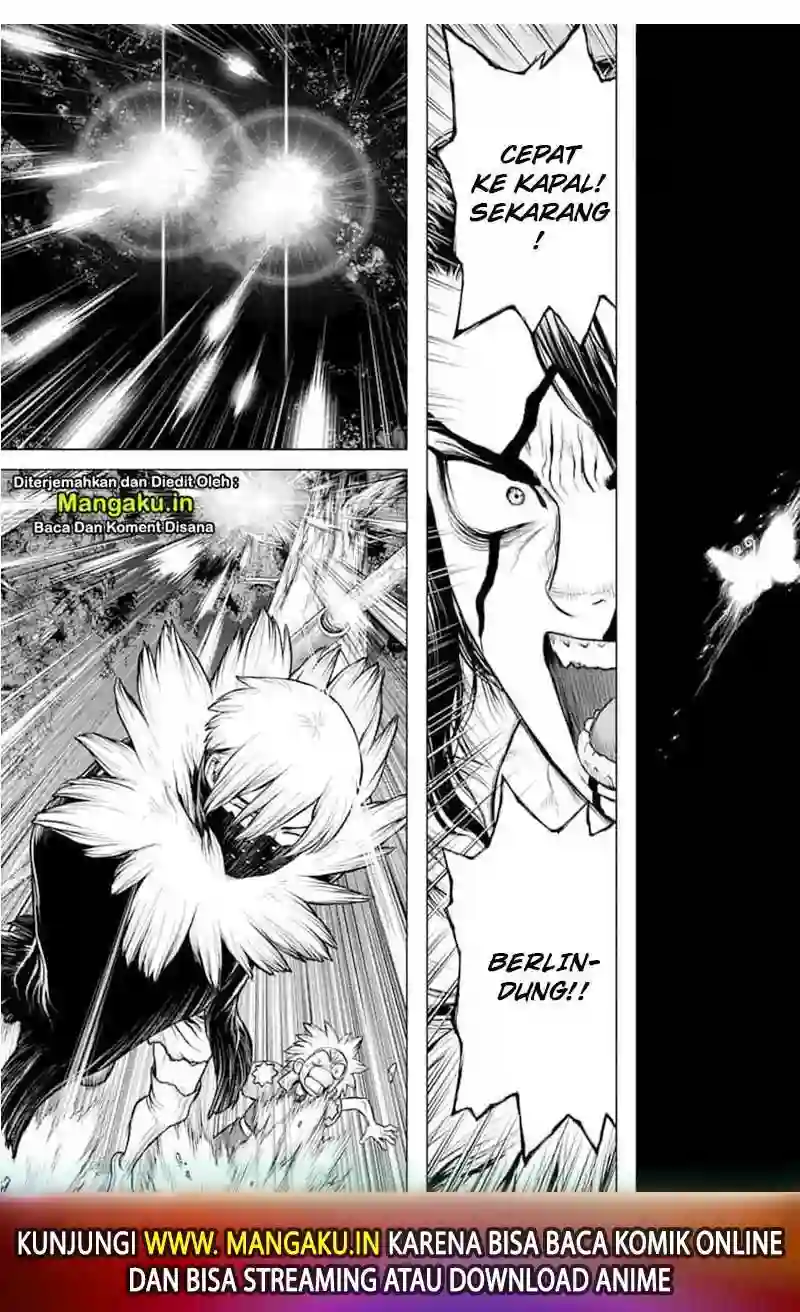 CEPAT
KE KAPAL!
SEKARANG
!
BERLIN-
DUNG!!
Diterjemahkan dan Diedit Oleh :
Mangaku.in
Baca Dan Koment Disana
KUNJUNGI WWW. MANGAKU.IN KARENA BISA BACA KOMIK ONLINE
DAN BISA STREAMING ATAU DOWNLOAD ANIME